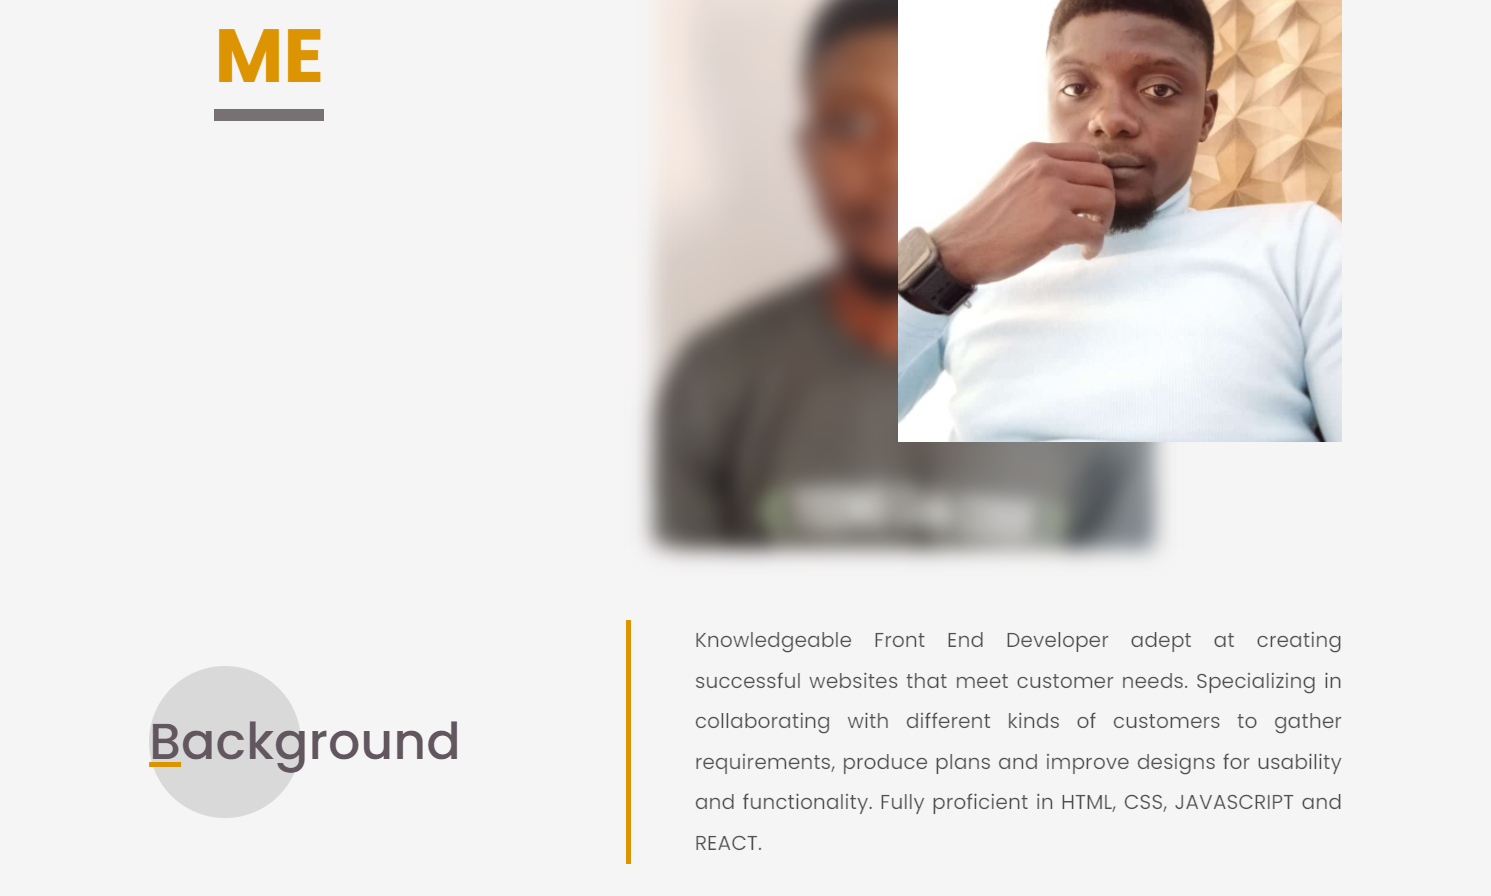 ME
Background
Knowledgeable Front End Developer adept at creating
successful websites that meet customer needs. Specializing in
collaborating with different kinds of customers to gather
requirements, produce plans and improve designs for usability
and functionality. Fully proficient in HTML, CSS, JAVASCRIPT and
REACT.